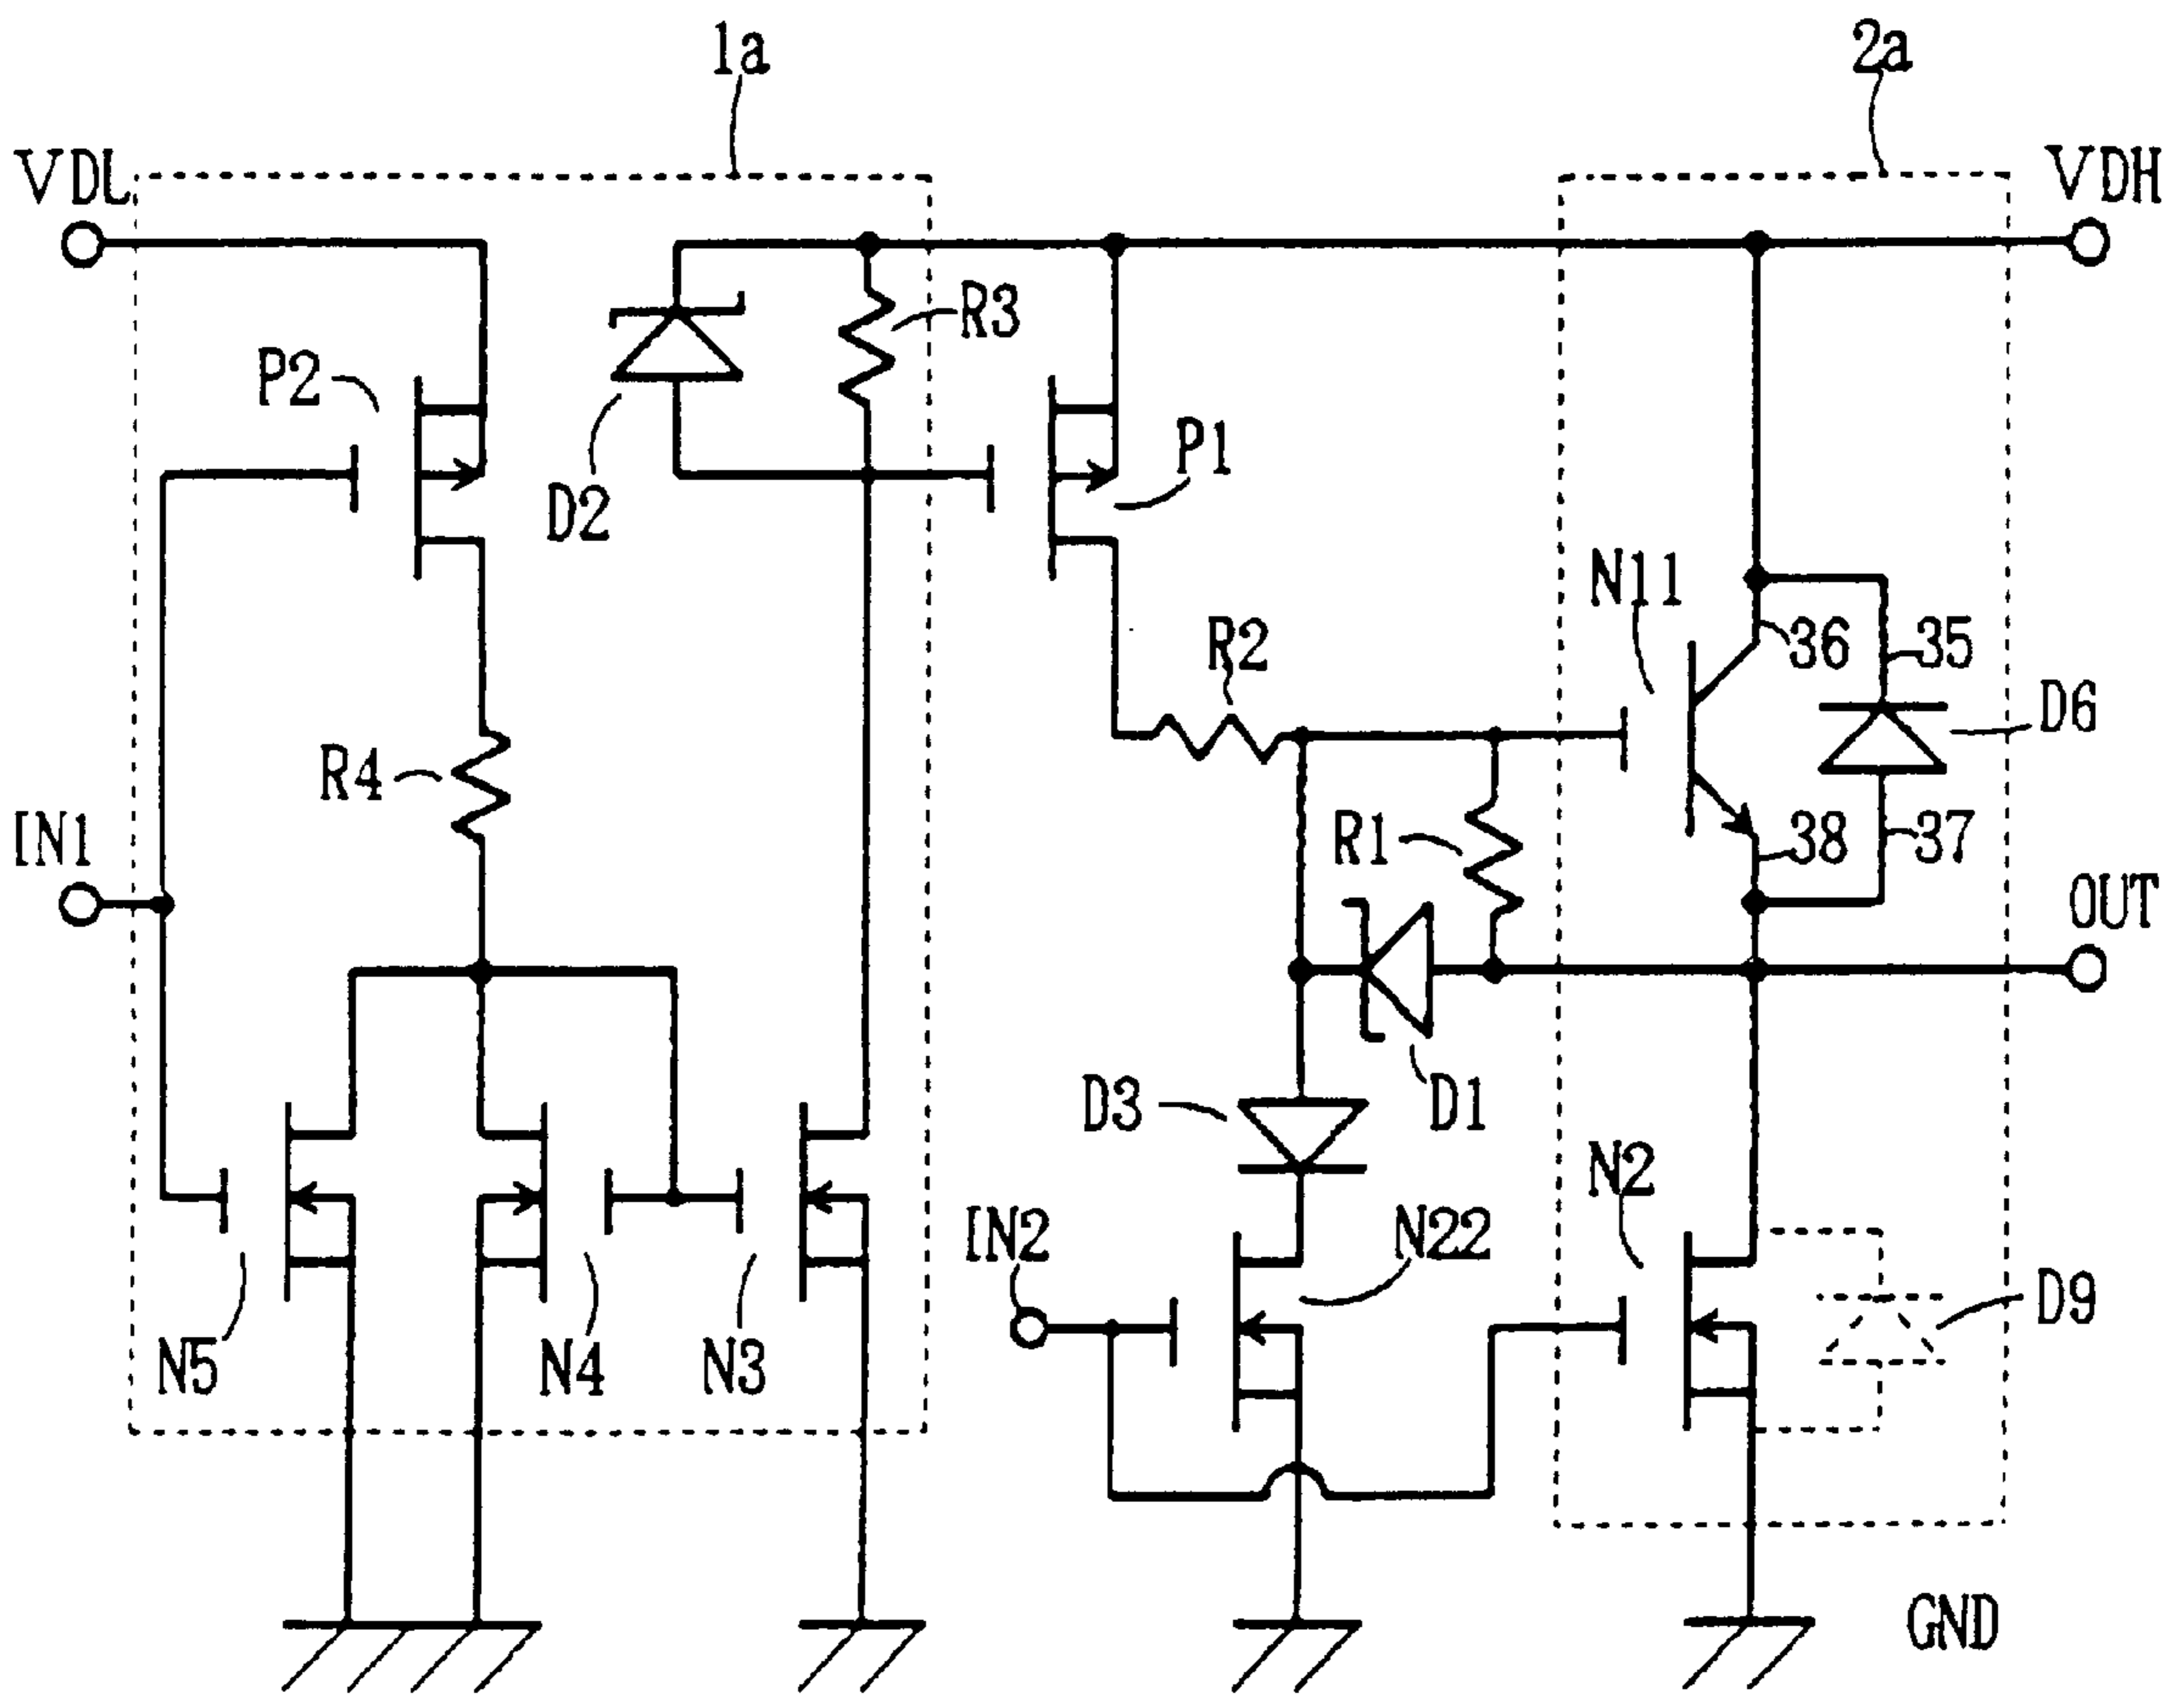 1a
2a
VDL
VDH
R3
P2
P1
D2
N11
36
35
R2
D6
R4
R1
IN1
38
37
OUT
D3
D1
N2
IN2
N22
D9
N5
N4
N3
GND